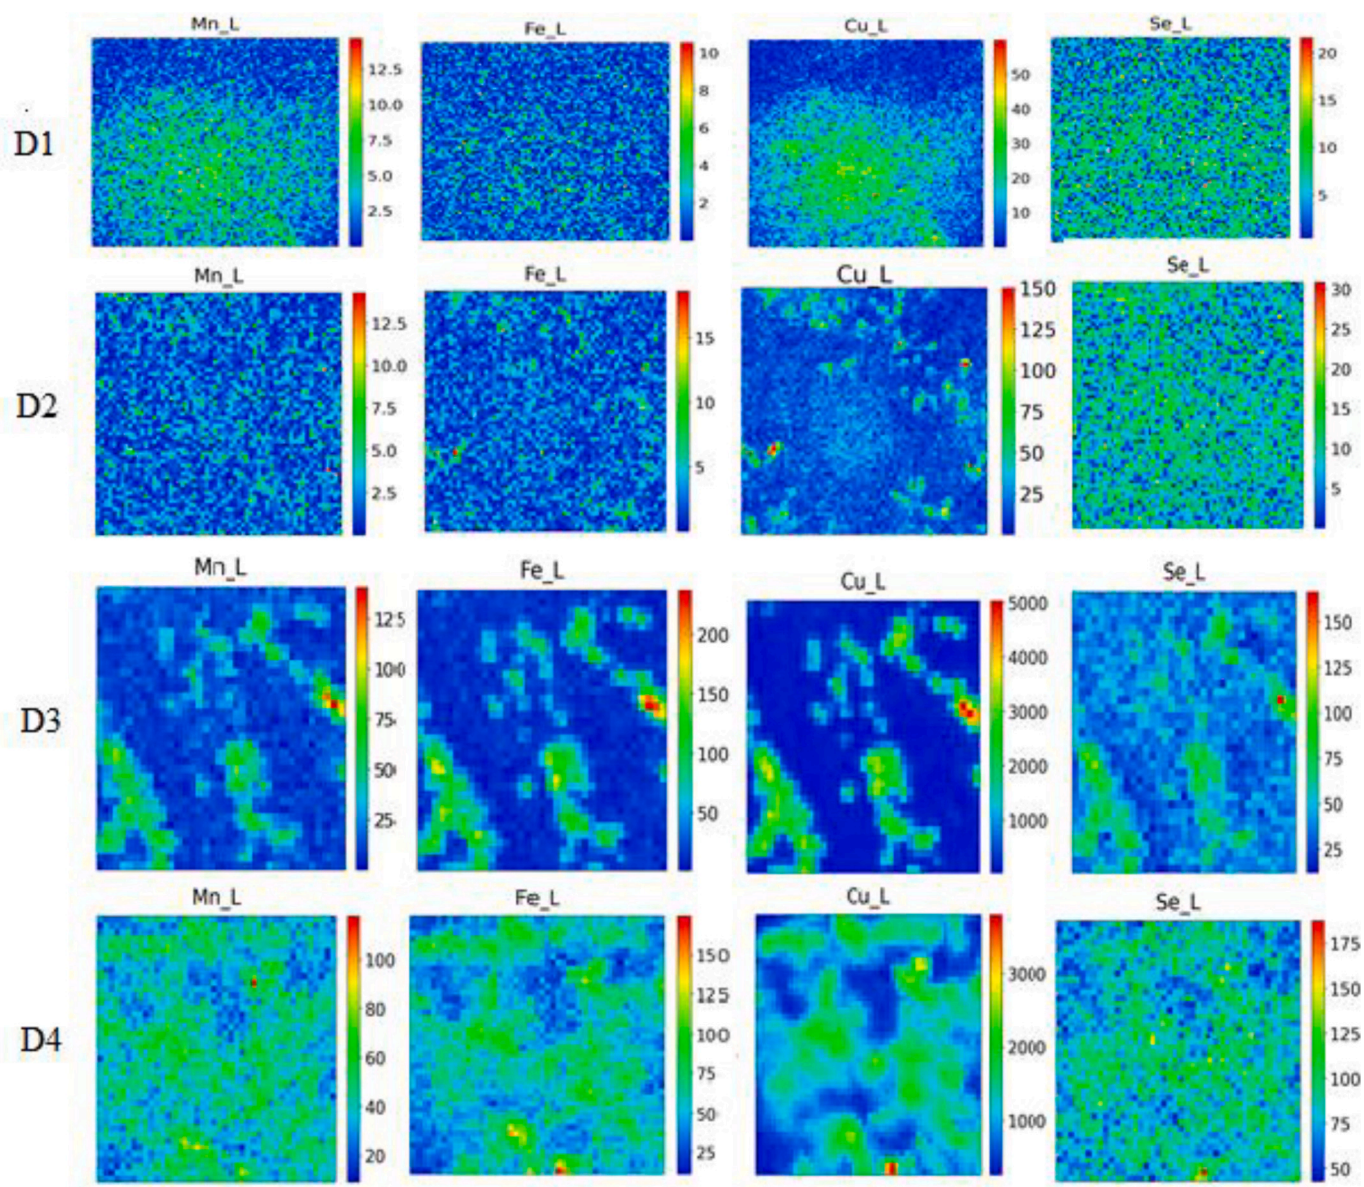 Mn_L Fe_L Cu_L Se_L
D1
12.5 10.0 7.5 5.0 2.5
10 8 6 4 2
50 40 30 20 10
20 15 10 5
Mn_L Fe_L Cu_L Se_L
D2
12.5 10.0 7.5 5.0 2.5
15 10 5
150 125 100 75 50 25
30 25 20 15 10 5
Mn_L Fe_L Cu_L Se_L
D3
125 100 75 50 25
200 150 100 50
5000 4000 3000 2000 1000
150 125 100 75 50 25
Mn_L Fe_L Cu_L Se_L
D4
100 80 60 40 20
150 125 100 75 50 25
3000 2000 1000
175 150 125 100 75 50